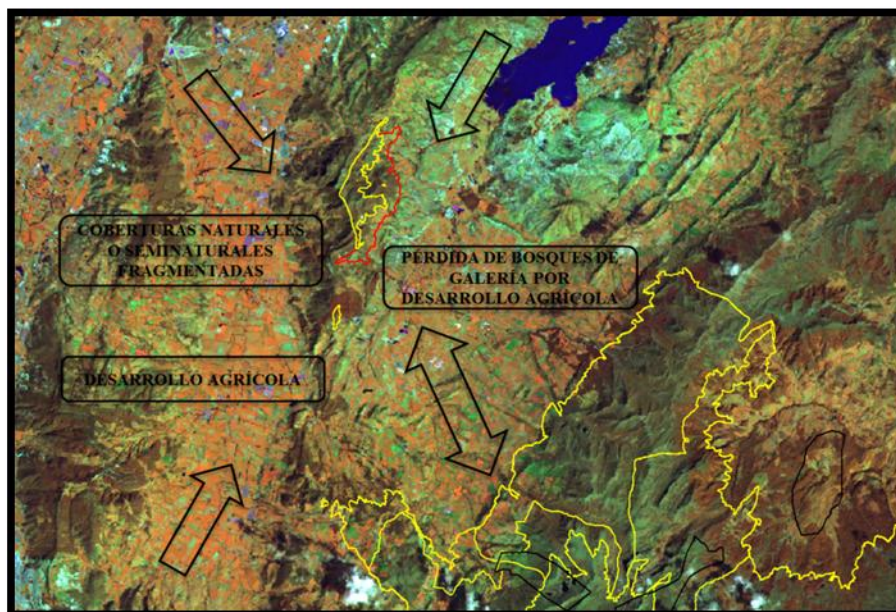 COBERTURAS NATURALES
O SEMINATURALES
FRAGMENTADAS
PÉRDIDA DE BOSQUES DE
GALERÍA POR
DESARROLLO AGRÍCOLA
DESARROLLO AGRÍCOLA